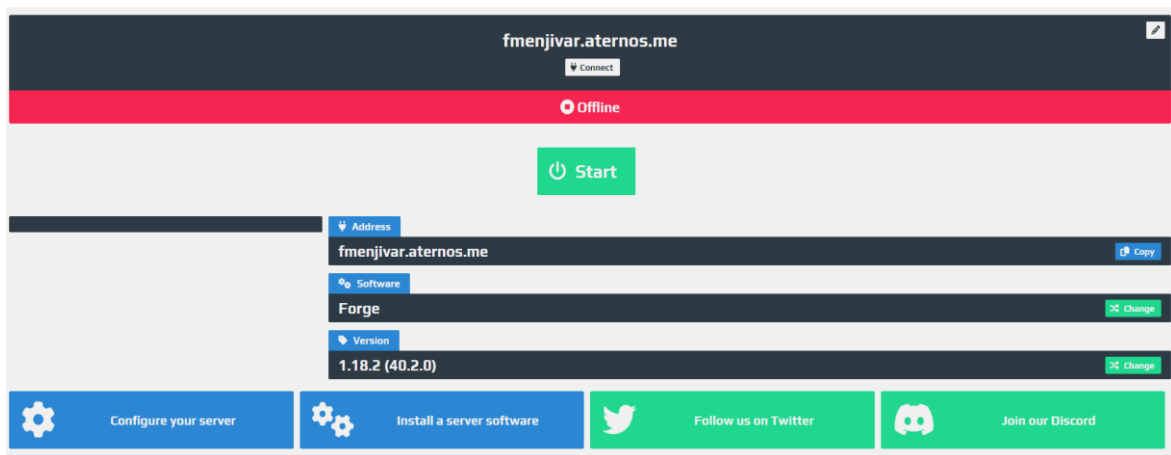 fmenjivar.aternos.me
Connect
Offline
Start
Address
fmenjivar.aternos.me
Copy
Software
Forge
Change
Version
1.18.2 (40.2.0)
Change
Configure your server
Install a server software
Follow us on Twitter
Join our Discord